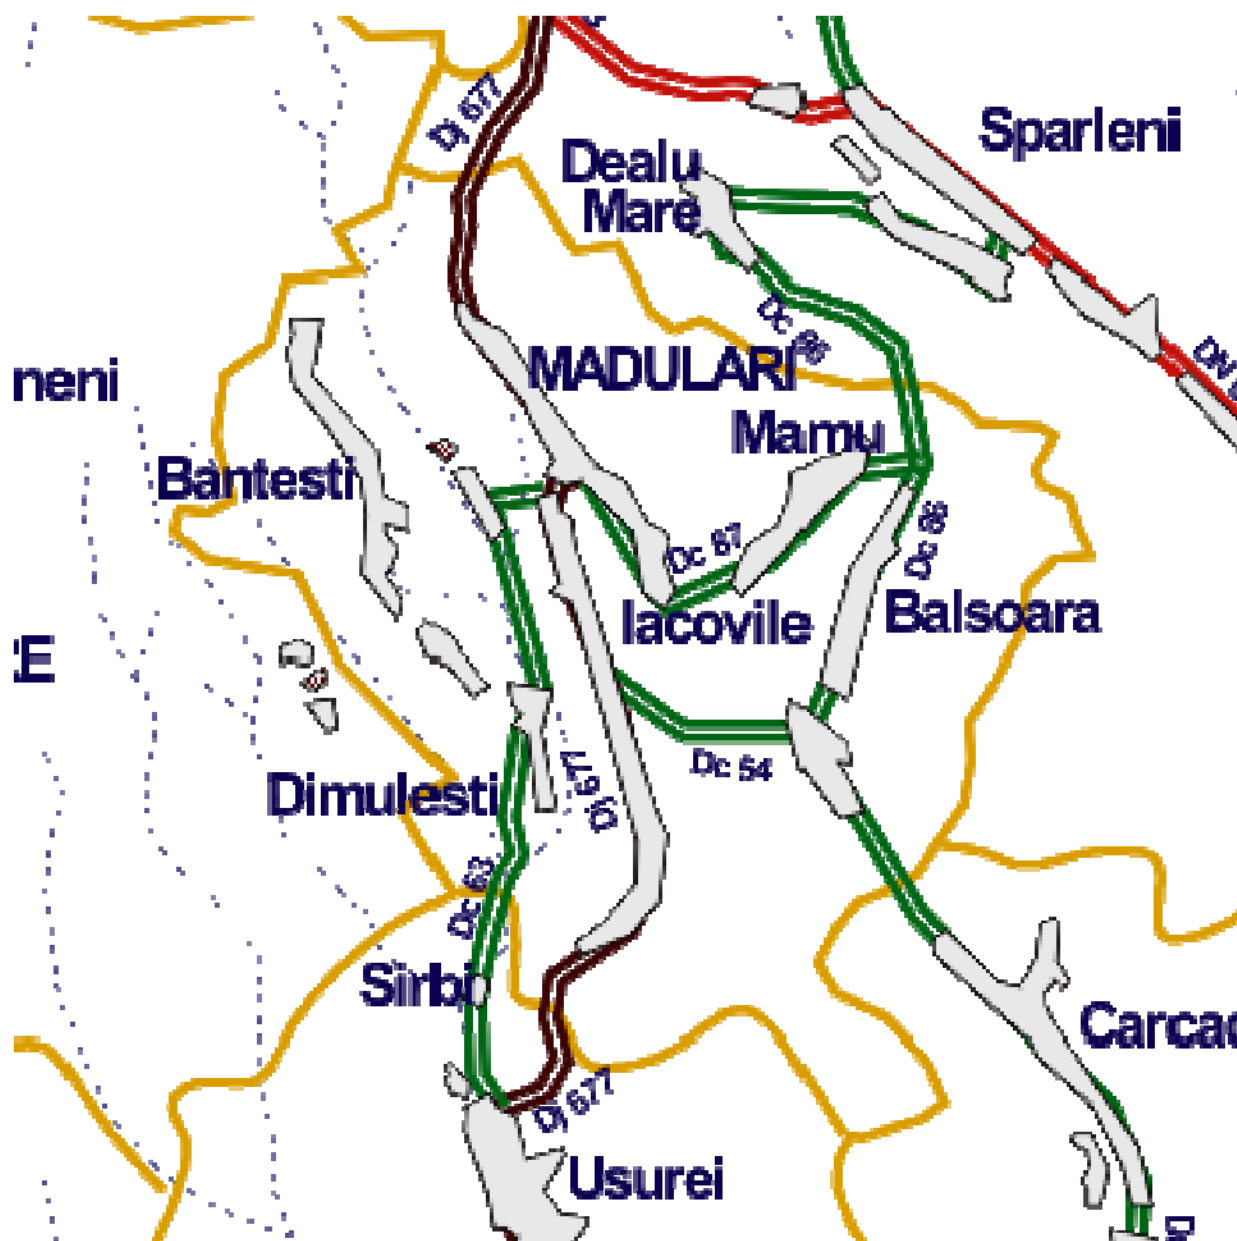 Sparleni
Dj 677
Dealu
Mare
Dc 86
MADULARI
neni
Mamu
Bantesti
Dc 87
Dc 86
Iacovile
Balsoara
Dc 54
Dj 677
Dimulesti
Dc 63
Sirbi
Carcad
Dj 677
Usurei